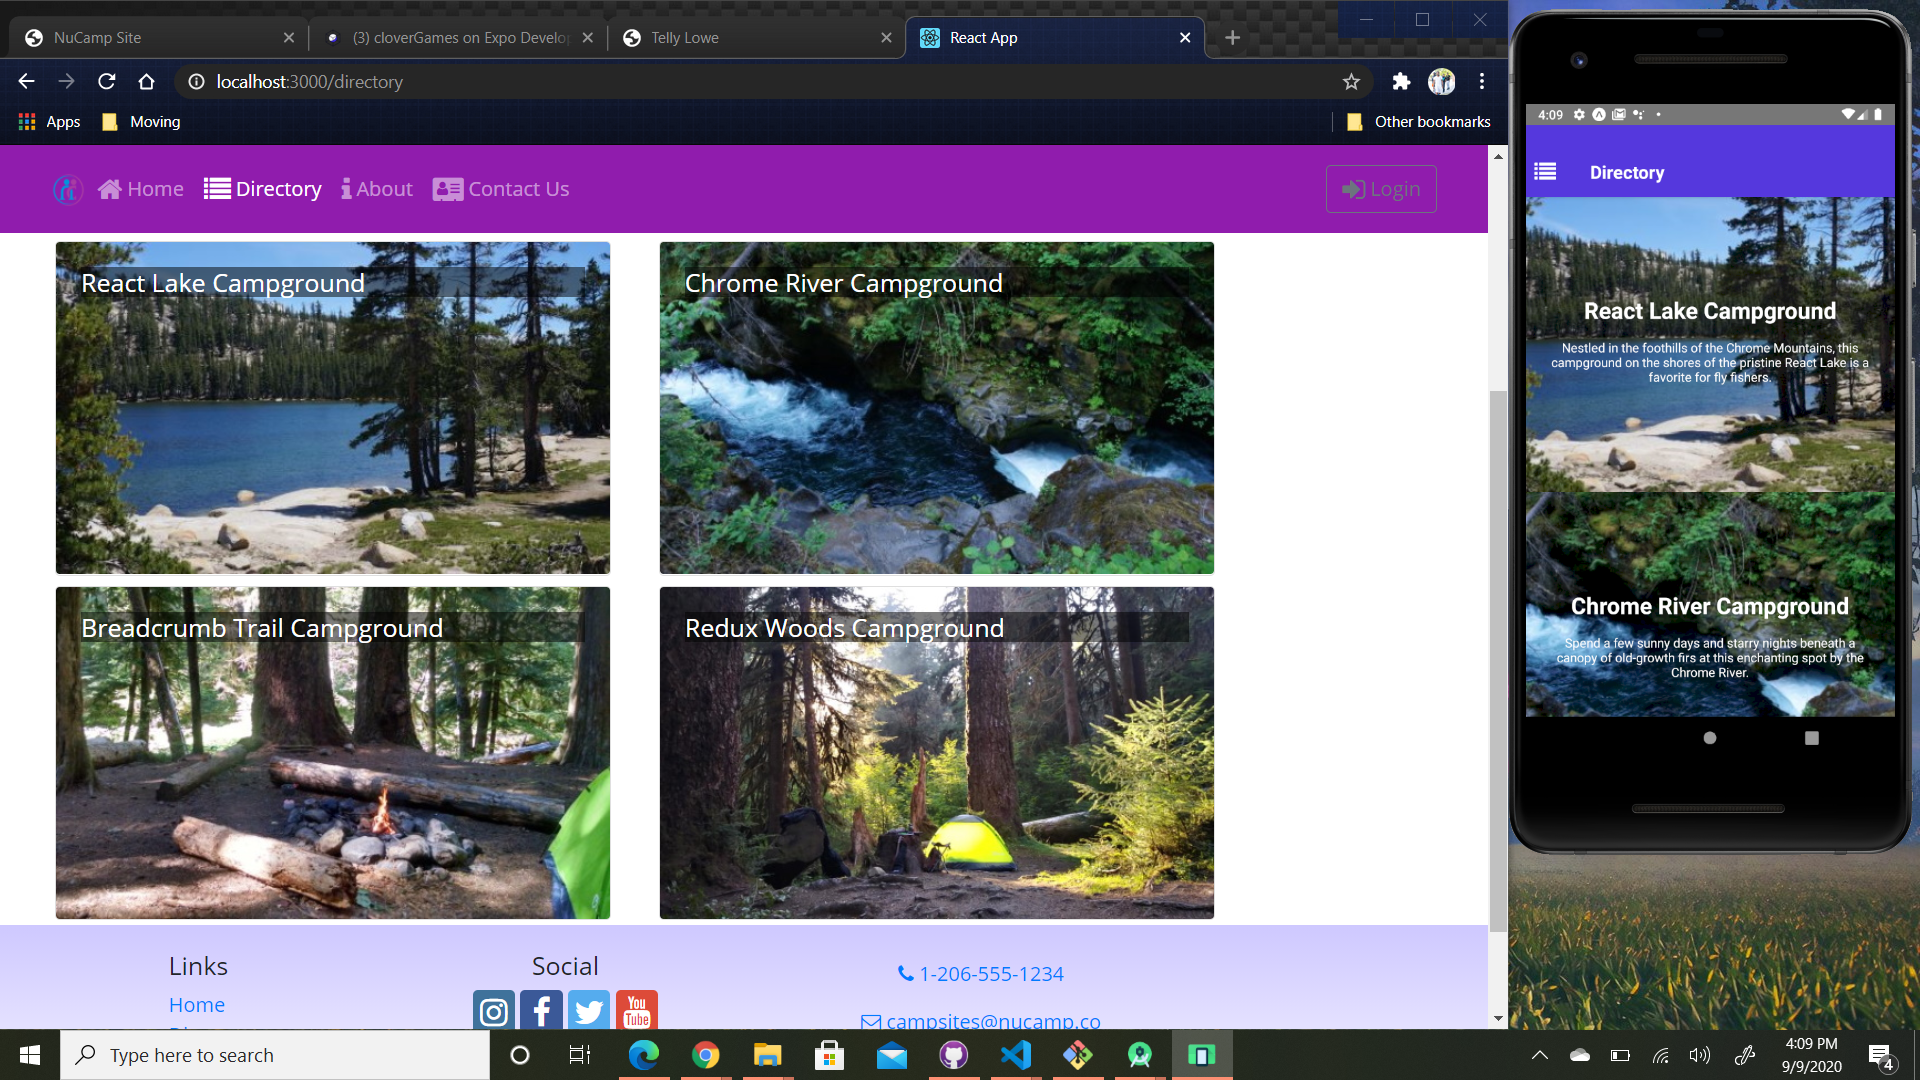 NuCamp Site
(3) cloverGames on Expo Develop
Telly Lowe
React App
localhost:3000/directory
Apps
Moving
Other bookmarks
Home
Directory
About
Contact Us
Login
React Lake Campground
Chrome River Campground
Breadcrumb Trail Campground
Redux Woods Campground
Links
Home
Social
You
Tube
1-206-555-1234
campsites@nucamp.co
4:09
Directory
React Lake Campground
Nestled in the foothills of the Chrome Mountains, this
campground on the shores of the pristine React Lake is a
favorite for fly fishers.
Chrome River Campground
Spend a few sunny days and starry nights beneath a
canopy of old-growth firs at this enchanting spot by the
Chrome River.
Type here to search
4:09 PM
9/9/2020
4